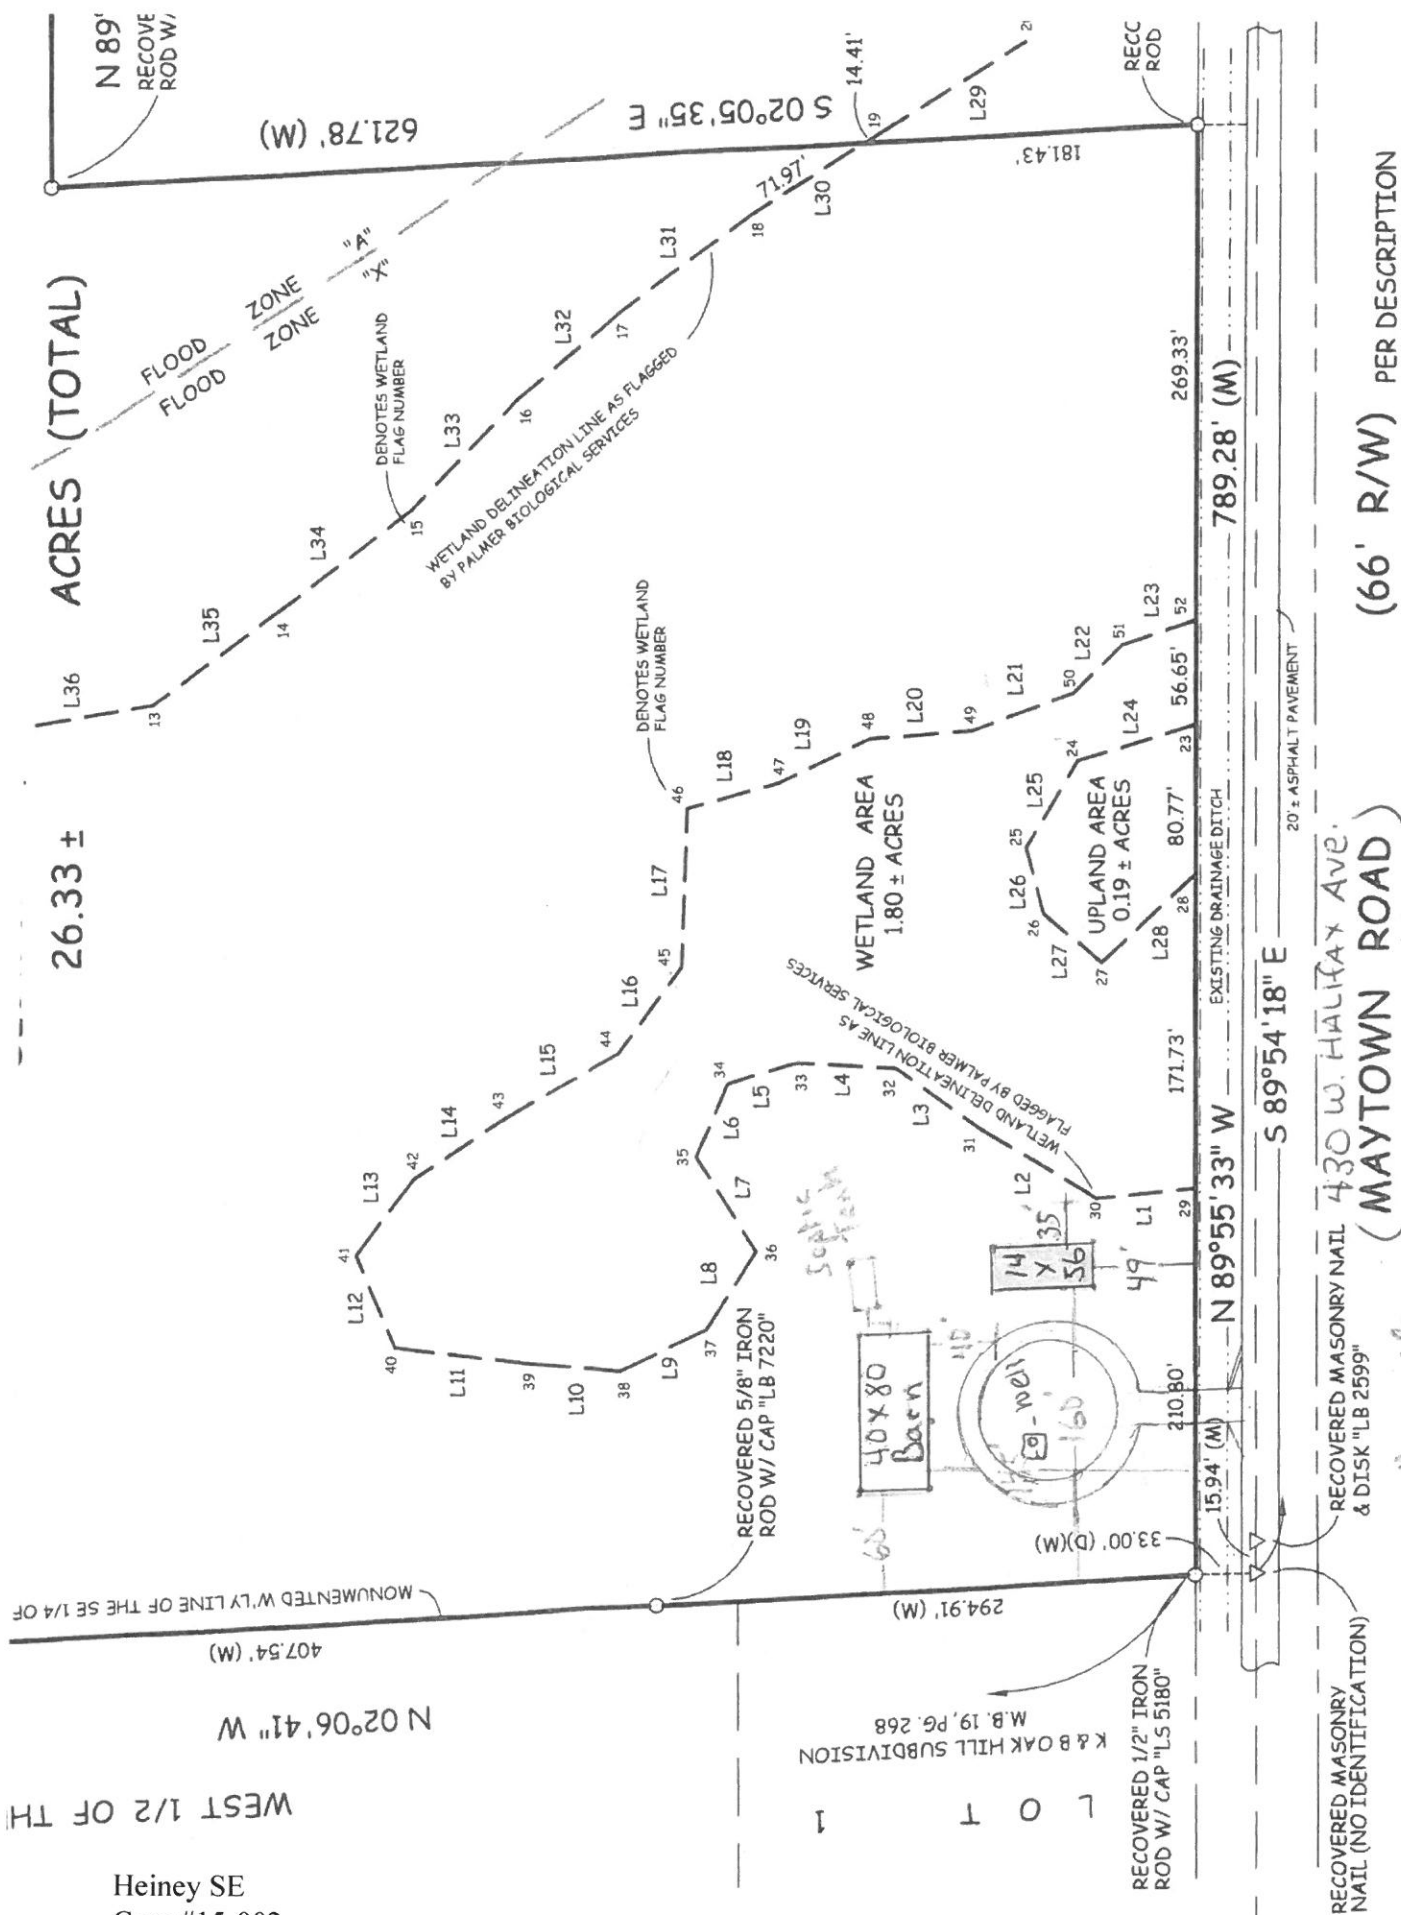 N 89°
RECOVE
ROD W/
621.78' (M)
S 02°05'35" E
14.41'
19
L29
RECC
ROD
181.43'
71.97'
L30
18
L31
17
L32
16
L33
15
L34
14
L35
13
L36
FLOOD ZONE "A"
FLOOD ZONE "X"
DENOTES WETLAND
FLAG NUMBER
WETLAND DELINEATION LINE AS FLAGGED
BY PALMER BIOLOGICAL SERVICES
26.33 ± ACRES (TOTAL)
DENOTES WETLAND
FLAG NUMBER
46
L18
47
L19
48
L20
49
L21
50
L22
51
L23
52
269.33'
56.65'
L24
24
23
L25
25
L26
26
L27
27
L28
28
80.77'
WETLAND AREA
1.80 ± ACRES
UPLAND AREA
0.19 ± ACRES
L17
45
L16
44
L15
43
L14
42
L13
41
L12
40
L11
39
L10
38
L9
37
L8
36
L7
35
L6
34
L5
33
L4
32
L3
31
L2
30
L1
29
WETLAND DELINEATION LINE AS
FLAGGED BY PALMER BIOLOGICAL SERVICES
171.73'
EXISTING DRAINAGE DITCH
N 89°55'33" W 789.28' (M)
20'± ASPHALT PAVEMENT
S 89°54'18" E
430 W. HALIFAX Ave.
(MAYTOWN ROAD)
(66' R/W) PER DESCRIPTION
Septic
14
X
56
35'
49'
40x80
Barn
40'
60'
well
160'
210.80'
15.94' (M)
33.00' (D)(M)
RECOVERED MASONRY NAIL
& DISK "LB 2599"
RECOVERED MASONRY
NAIL (NO IDENTIFICATION)
RECOVERED 5/8" IRON
ROD W/ CAP "LB 7220"
RECOVERED 1/2" IRON
ROD W/ CAP "LS 5180"
294.91' (M)
MONUMENTED W'LY LINE OF THE SE 1/4 OF
407.54' (M)
N 02°06'41" W
K & B OAK HILL SUBDIVISION
M.B. 19, PG. 268
LOT 1
WEST 1/2 OF TH
Heiney SE